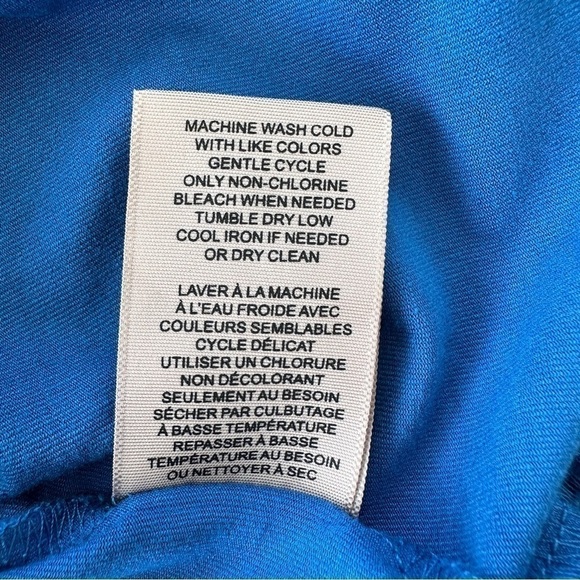 MACHINE WASH COLD
WITH LIKE COLORS
GENTLE CYCLE
ONLY NON-CHLORINE
BLEACH WHEN NEEDED
TUMBLE DRY LOW
COOL IRON IF NEEDED
OR DRY CLEAN
LAVER À LA MACHINE
À L'EAU FROIDE AVEC
COULEURS SEMBLABLES
CYCLE DÉLICAT
UTILISER UN CHLORURE
NON DÉCOLORANT
SEULEMENT AU BESOIN
SÉCHER PAR CULBUTAGE
À BASSE TEMPÉRATURE
REPASSER À BASSE
TEMPÉRATURE AU BESOIN
OU NETTOYER À SEC